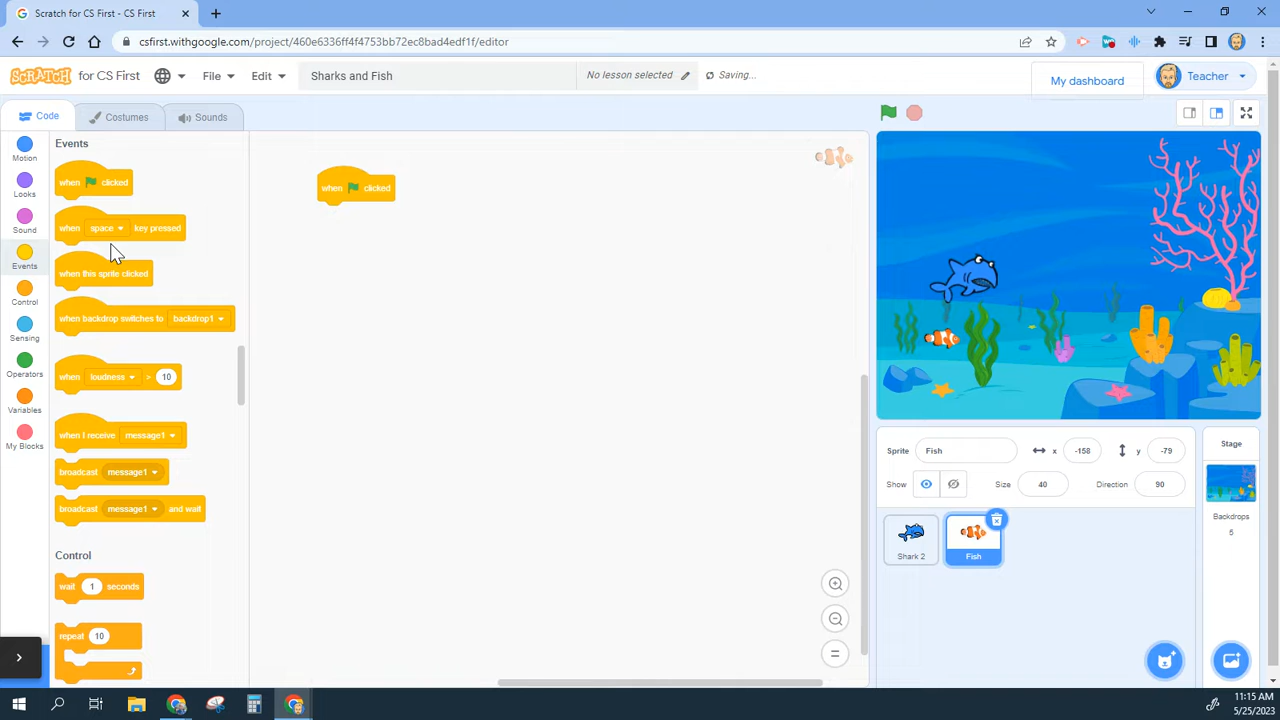 Scratch for CS First - CS First
csfirst.withgoogle.com/project/460e6336ff4f4753bb72ec8bad4edf1f/editor
SCRATCH for CS First File Edit Sharks and Fish No lesson selected Saving... My dashboard Teacher
Code Costumes Sounds
Motion
Looks
Sound
Events
Control
Sensing
Operators
Variables
My Blocks
Events
when clicked
when space key pressed
when this sprite clicked
when backdrop switches to backdrop1
when loudness > 10
when I receive message1
broadcast message1
broadcast message1 and wait
Control
wait 1 seconds
repeat 10
when clicked
Sprite Fish x -158 y -79
Show Size 40 Direction 90
Shark 2
Fish
Stage
Backdrops
5
11:15 AM
5/25/2023